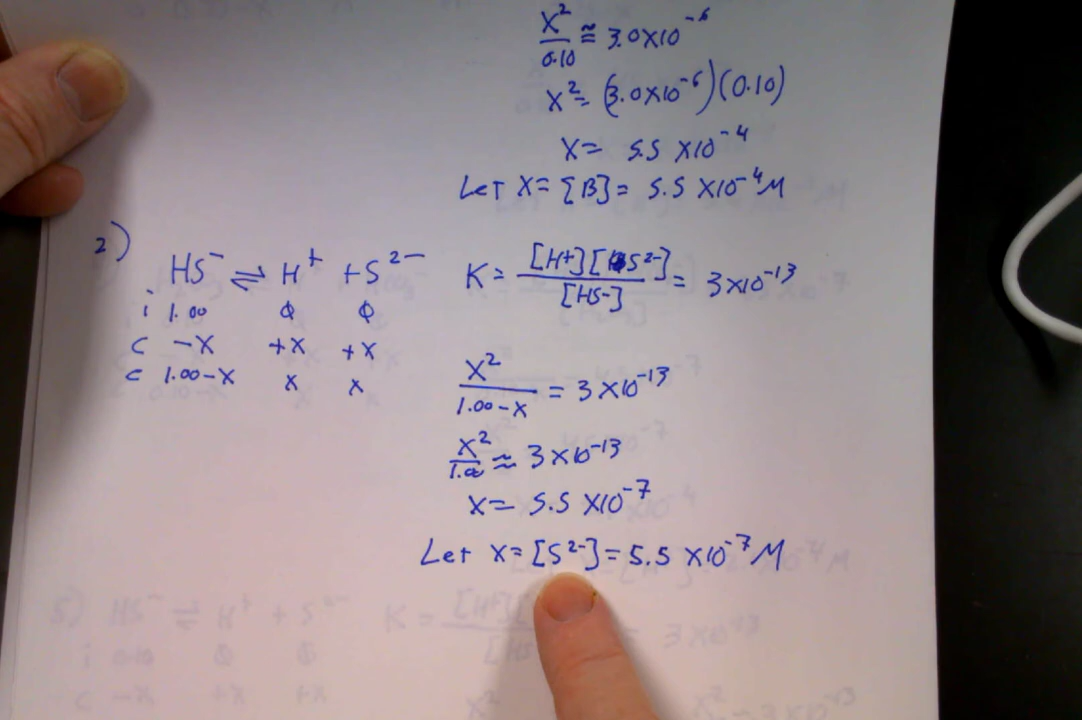 X²/0.10 ≅ 3.0×10⁻⁶
X² = (3.0×10⁻⁶)(0.10)
X = 5.5 ×10⁻⁴
Let X = [B] = 5.5 ×10⁻⁴ M
2)
HS⁻ ⇌ H⁺ + S²⁻
K = [H+][S²⁻]/[HS-] = 3×10⁻¹³
i 1.00 φ φ
C -X +X +X
c 1.00-X X X
X²/1.00-X = 3×10⁻¹³
X²/1.00 ≈ 3×10⁻¹³
X = 5.5 ×10⁻⁷
Let X = [S²⁻] = 5.5 ×10⁻⁷ M